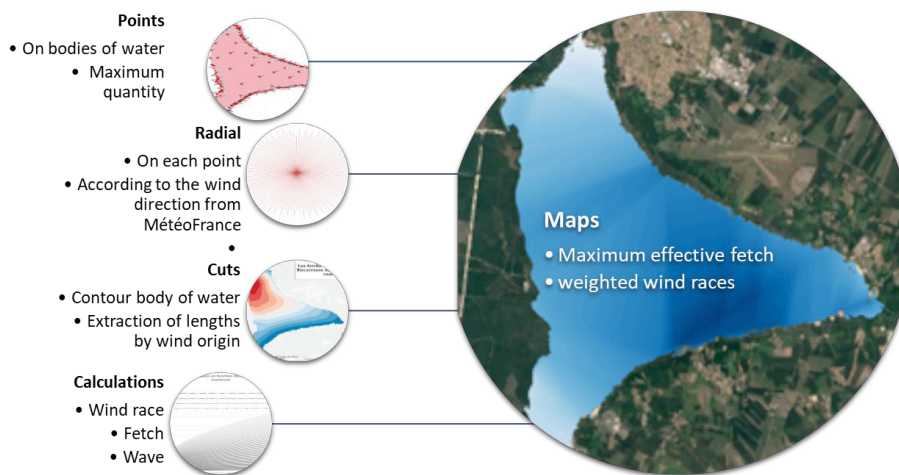 Points
• On bodies of water
• Maximum
quantity
Radial
• On each point
• According to the wind
direction from
MétéoFrance
•
Cuts
• Contour body of water
• Extraction of lengths
by wind origin
Calculations
• Wind race
• Fetch
• Wave
Maps
• Maximum effective fetch
• weighted wind races